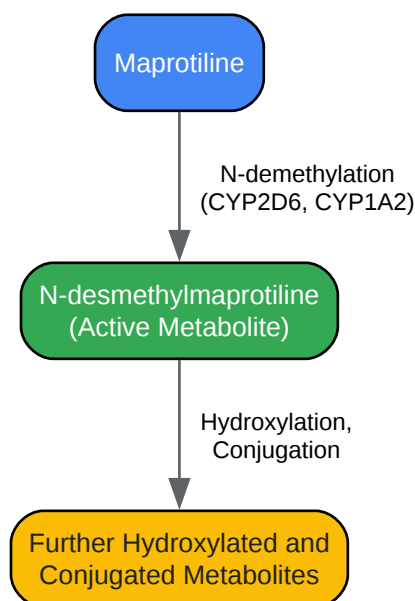 Maprotiline
N-demethylation
(CYP2D6, CYP1A2)
N-desmethylmaprotiline
(Active Metabolite)
Hydroxylation,
Conjugation
Further Hydroxylated and
Conjugated Metabolites